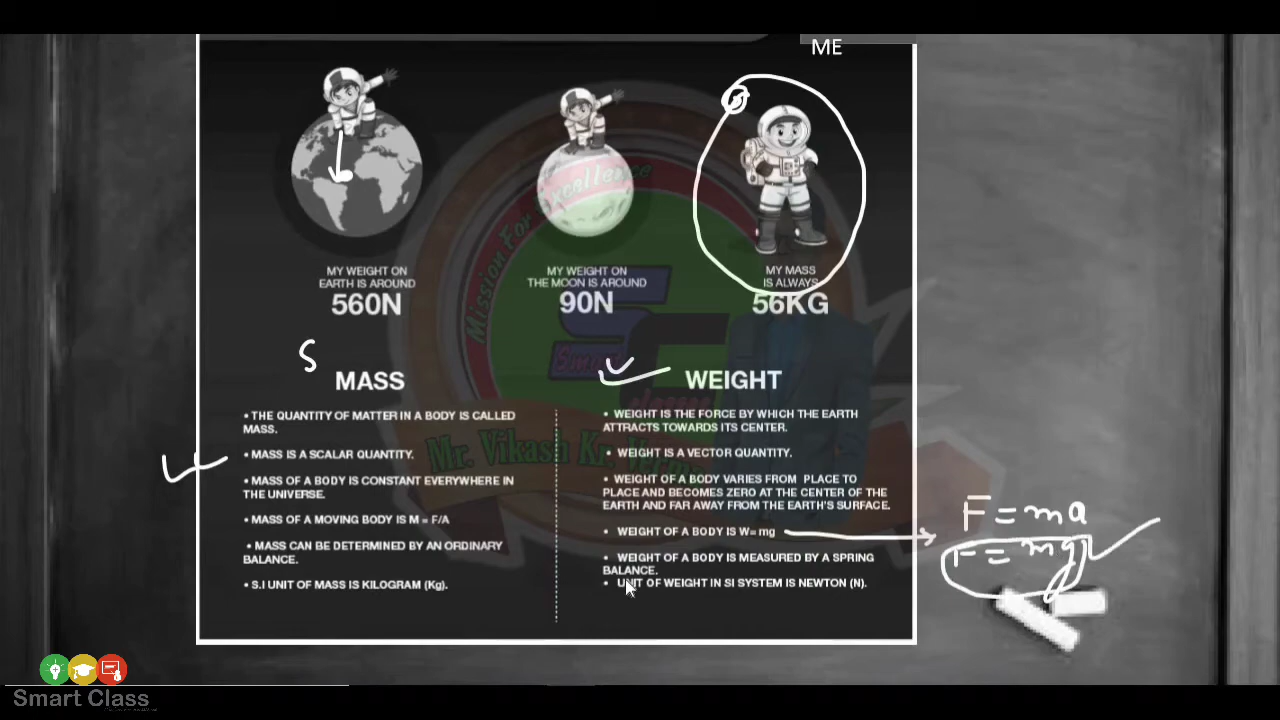 ME
MY WEIGHT ON
EARTH IS AROUND
560N
MY WEIGHT ON
THE MOON IS AROUND
90N
MY MASS
IS ALWAYS
56KG
Mission For Excellence
Smart
Mr. Vikash Kr. Verma
S
MASS
• THE QUANTITY OF MATTER IN A BODY IS CALLED
MASS.
• MASS IS A SCALAR QUANTITY.
• MASS OF A BODY IS CONSTANT EVERYWHERE IN
THE UNIVERSE.
• MASS OF A MOVING BODY IS M = F/A
• MASS CAN BE DETERMINED BY AN ORDINARY
BALANCE.
• S.I UNIT OF MASS IS KILOGRAM (Kg).
WEIGHT
• WEIGHT IS THE FORCE BY WHICH THE EARTH
ATTRACTS TOWARDS ITS CENTER.
• WEIGHT IS A VECTOR QUANTITY.
• WEIGHT OF A BODY VARIES FROM PLACE TO
PLACE AND BECOMES ZERO AT THE CENTER OF THE
EARTH AND FAR AWAY FROM THE EARTH'S SURFACE.
• WEIGHT OF A BODY IS W= mg
• WEIGHT OF A BODY IS MEASURED BY A SPRING
BALANCE.
• UNIT OF WEIGHT IN SI SYSTEM IS NEWTON (N).
F = ma
F = mg
Smart Class